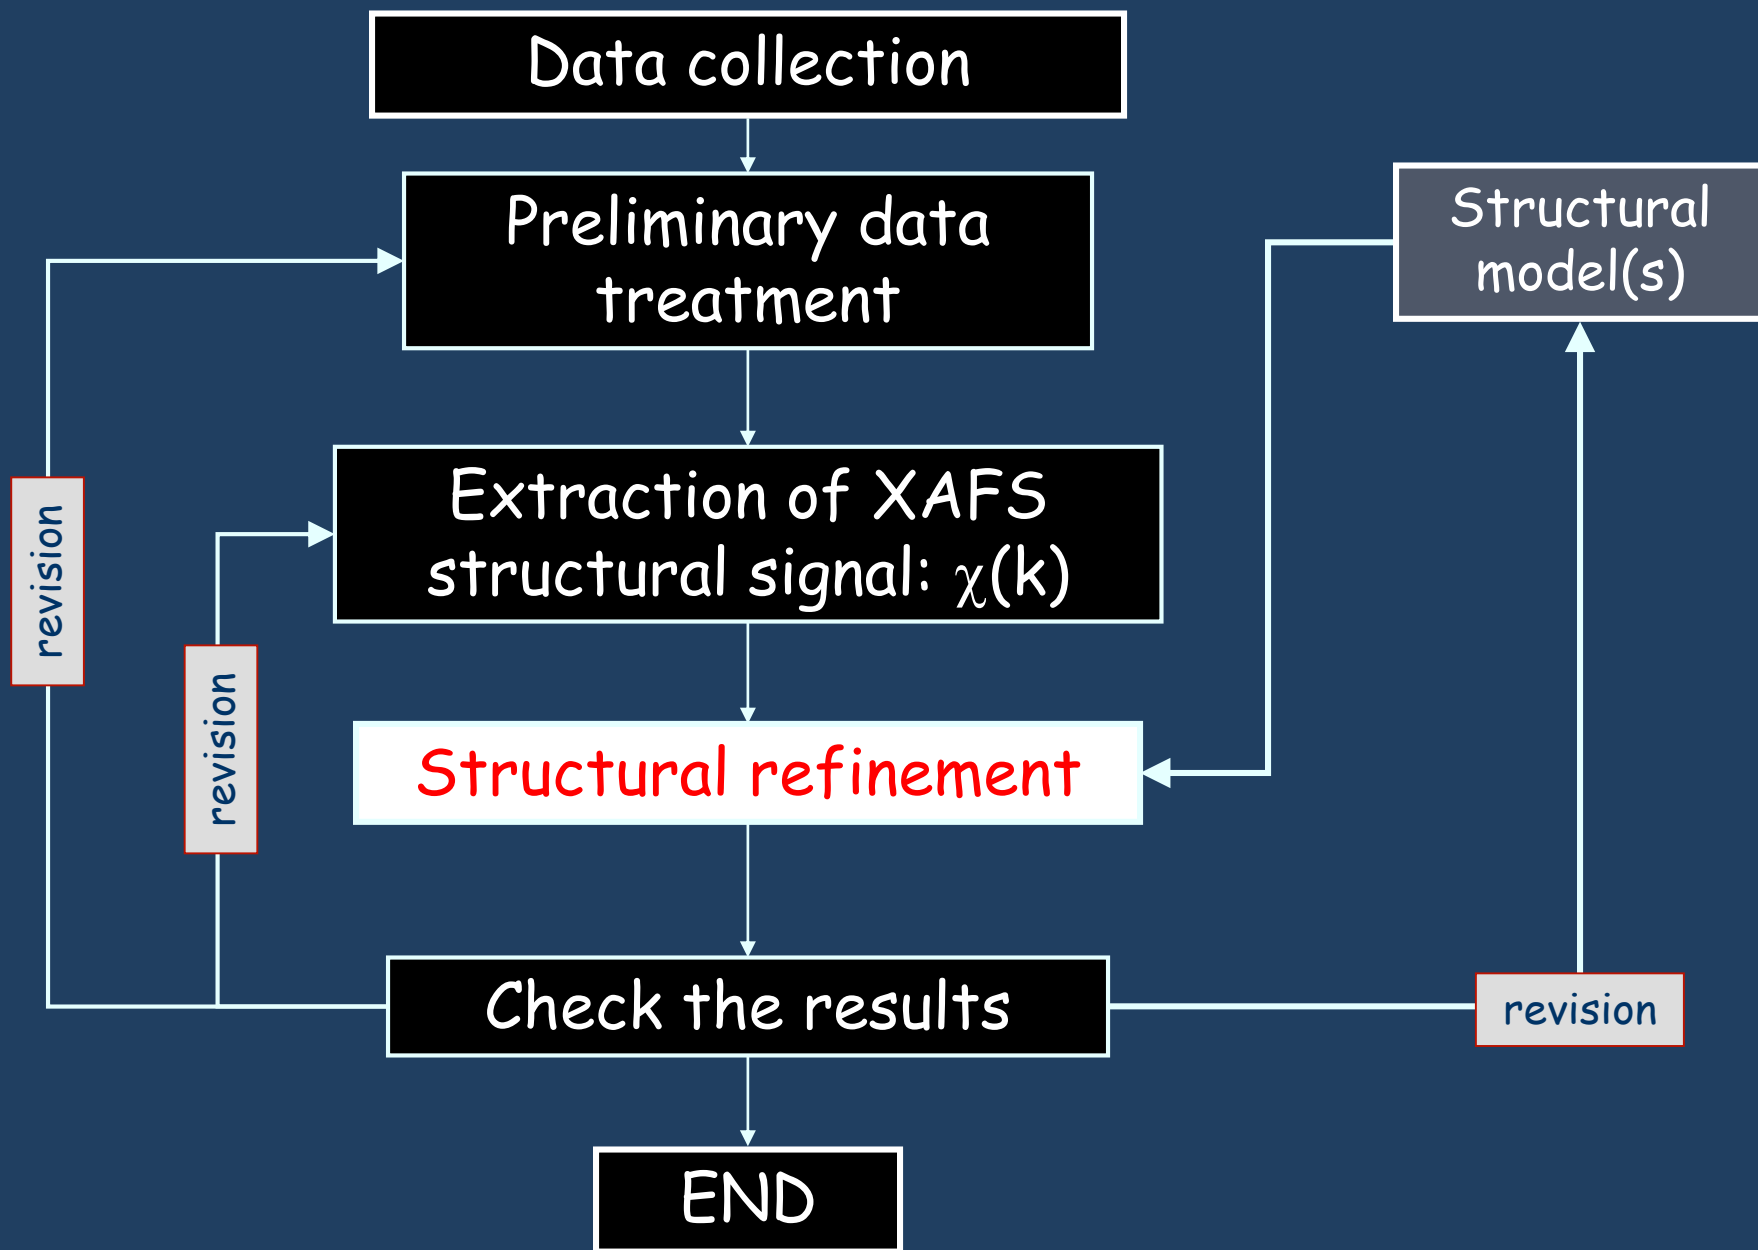 Data collection
Preliminary data
treatment
Structural
model(s)
Extraction of XAFS
structural signal: χ(k)
revision
revision
Structural refinement
Check the results
revision
END